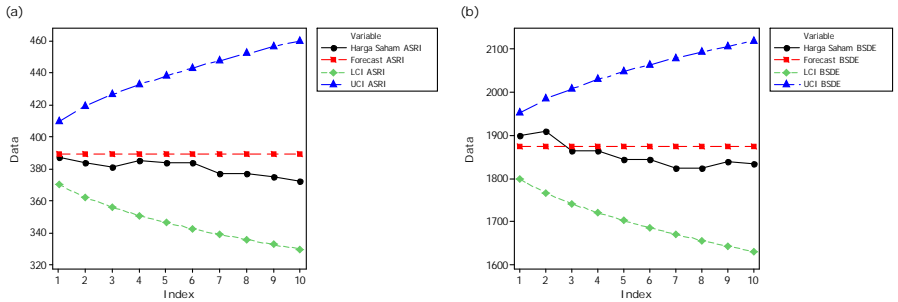 (a)
460
440
420
400
380
360
340
320
Data
1 2 3 4 5 6 7 8 9 10
Index
Variable
Harga Saham ASRI
Forecast ASRI
LCI ASRI
UCI ASRI
(b)
2100
2000
1900
1800
1700
1600
Data
1 2 3 4 5 6 7 8 9 10
Index
Variable
Harga Saham BSDE
Forecast BSDE
LCI BSDE
UCI BSDE